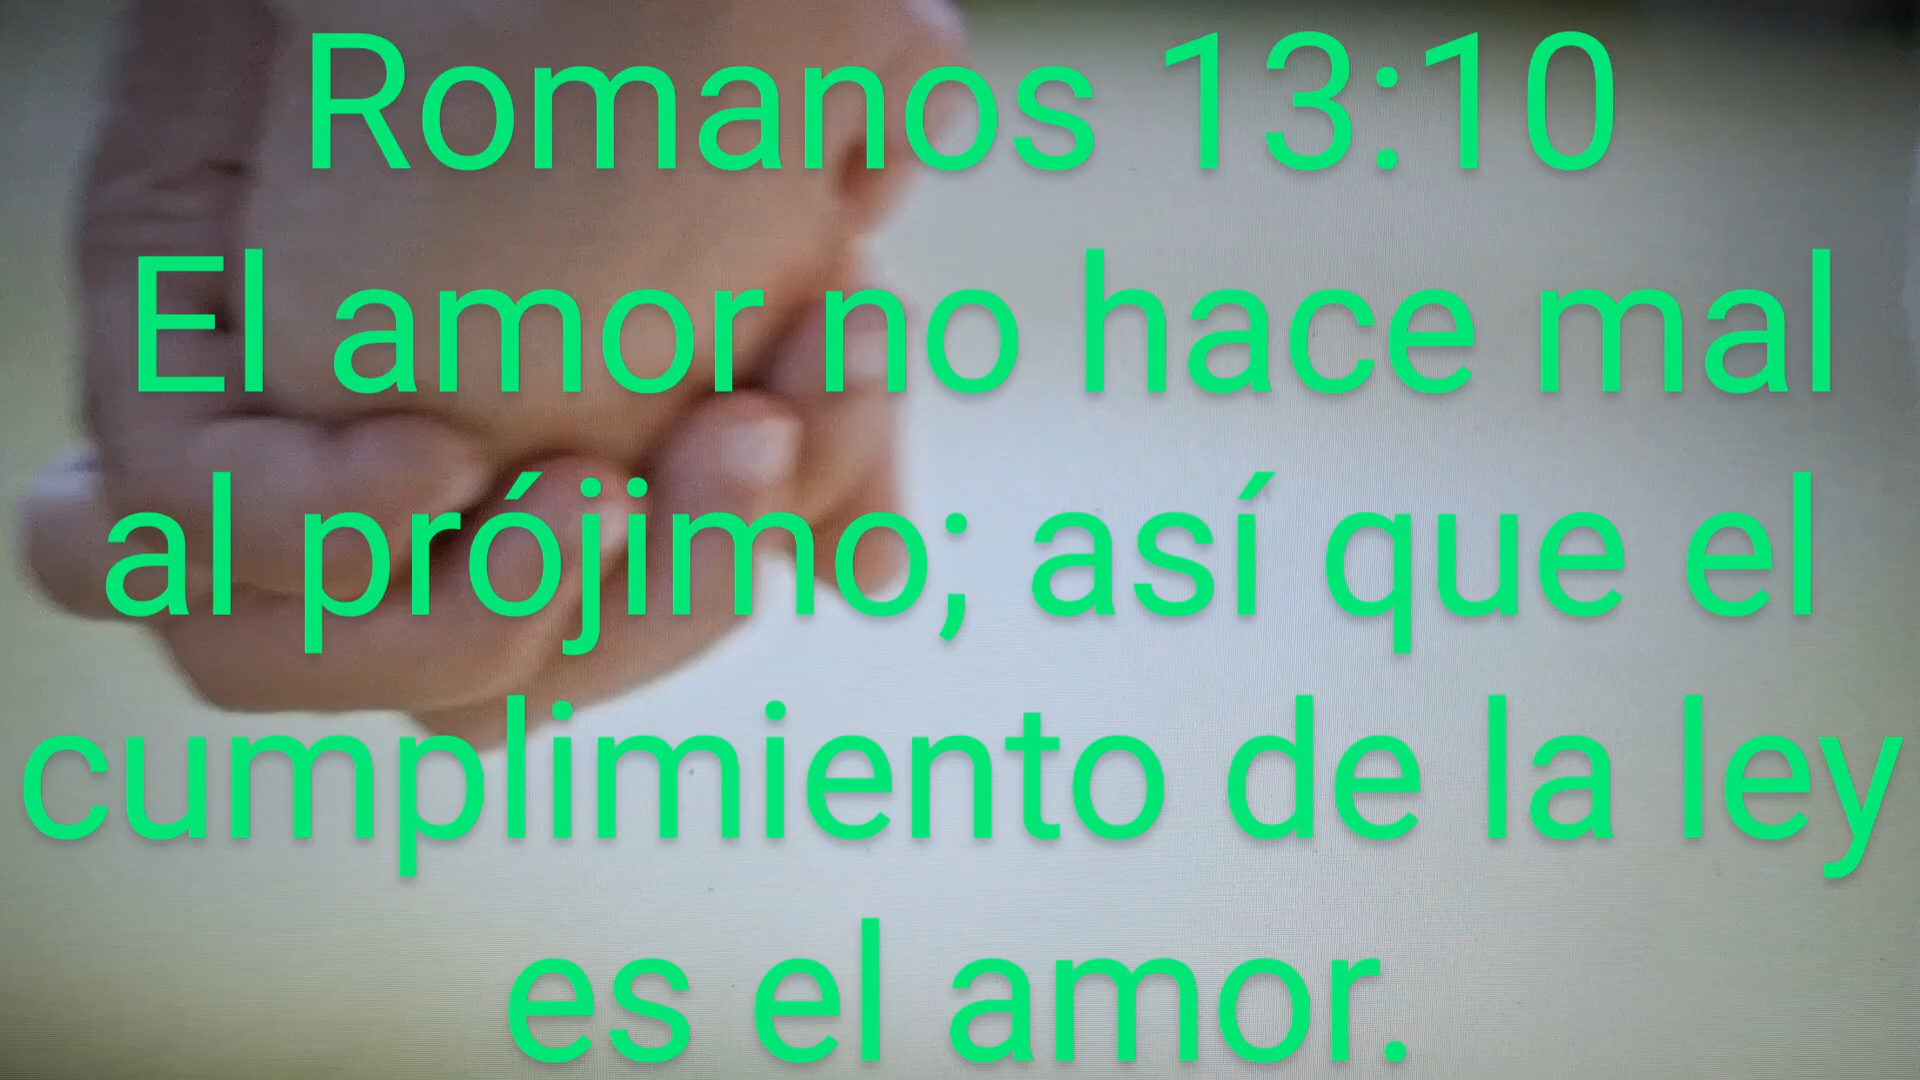 Romanos 13:10
El amor no hace mal
al prójimo; así que el
cumplimiento de la ley
es el amor.